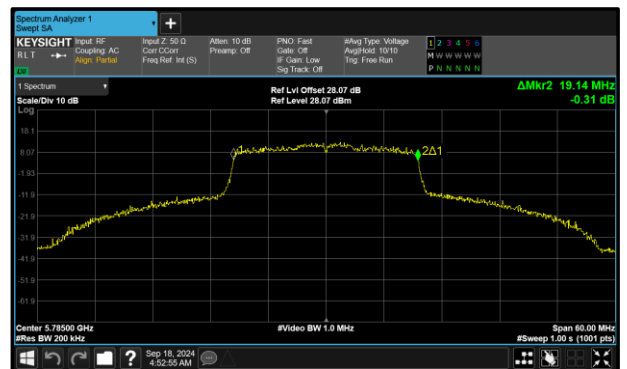 Spectrum Analyzer 1
Swept SA
+
KEYSIGHT Input: RF Input Z: 50 Ω Atten: 10 dB PNO: Fast #Avg Type: Voltage 1 2 3 4 5 6
RLT Coupling: AC Corr CCorr Preamp: Off Gate: Off Avg|Hold: 10/10 M W W W W W
Align: Partial Freq Ref: Int (S) IF Gain: Low Trig: Free Run
Sig Track: Off P N N N N N
LW
1 Spectrum Ref Lvl Offset 28.07 dB ΔMkr2 19.14 MHz
Scale/Div 10 dB Ref Level 28.07 dBm -0.31 dB
Log
18.1
8.07 1 2Δ1
-1.93
-11.9
-21.9
-31.9
-41.9
-51.9
-61.9
Center 5.78500 GHz #Video BW 1.0 MHz Span 60.00 MHz
#Res BW 200 kHz #Sweep 1.00 s (1001 pts)
? Sep 18, 2024
4:52:55 AM